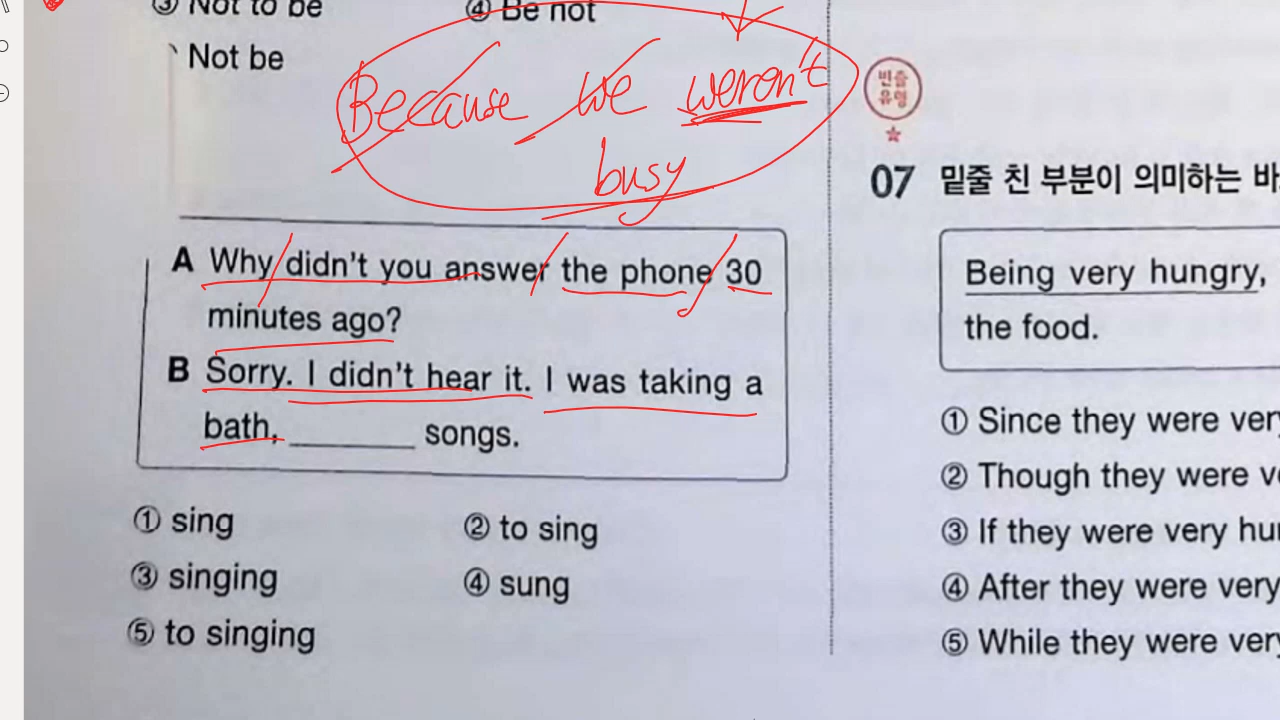 ③ Not to be
④ Be not
Not be
Because we weren't
busy
A Why didn't you answer the phone 30
minutes ago?
B Sorry. I didn't hear it. I was taking a
bath, ________ songs.
① sing
② to sing
③ singing
④ sung
⑤ to singing
빈출
유형
07 밑줄 친 부분이 의미하는
Being very hungry,
the food.
① Since they were
② Though they were
③ If they were very
④ After they were very
⑤ While they were